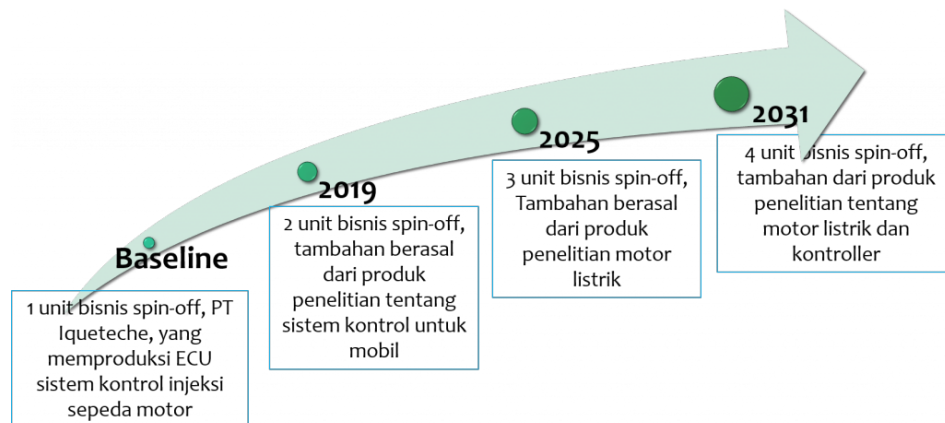 Baseline
1 unit bisnis spin-off, PT
Iqueteche, yang
memproduksi ECU
sistem kontrol injeksi
sepeda motor
2019
2 unit bisnis spin-off,
tambahan berasal
dari produk
penelitian tentang
sistem kontrol untuk
mobil
2025
3 unit bisnis spin-off,
Tambahan berasal
dari produk
penelitian motor
listrik
2031
4 unit bisnis spin-off,
tambahan dari produk
penelitian tentang
motor listrik dan
kontroller